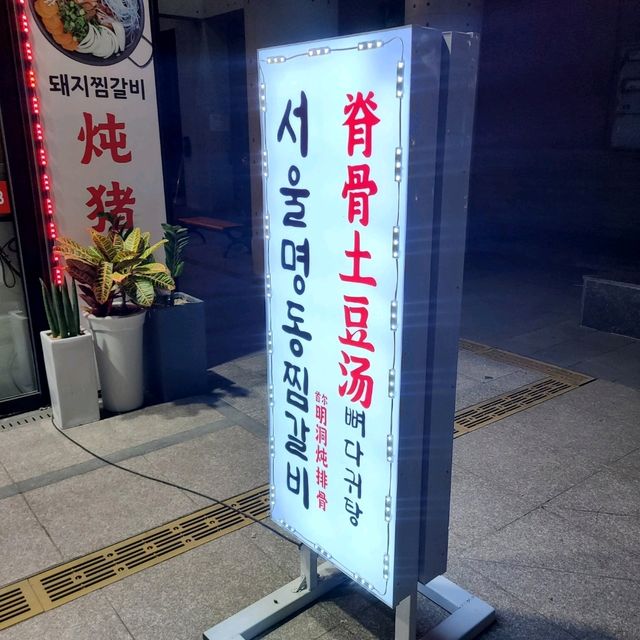 돼지찜갈비
炖猪
서울명동찜갈비
首尔
明洞炖排骨
脊骨土豆汤
뼈다귀탕